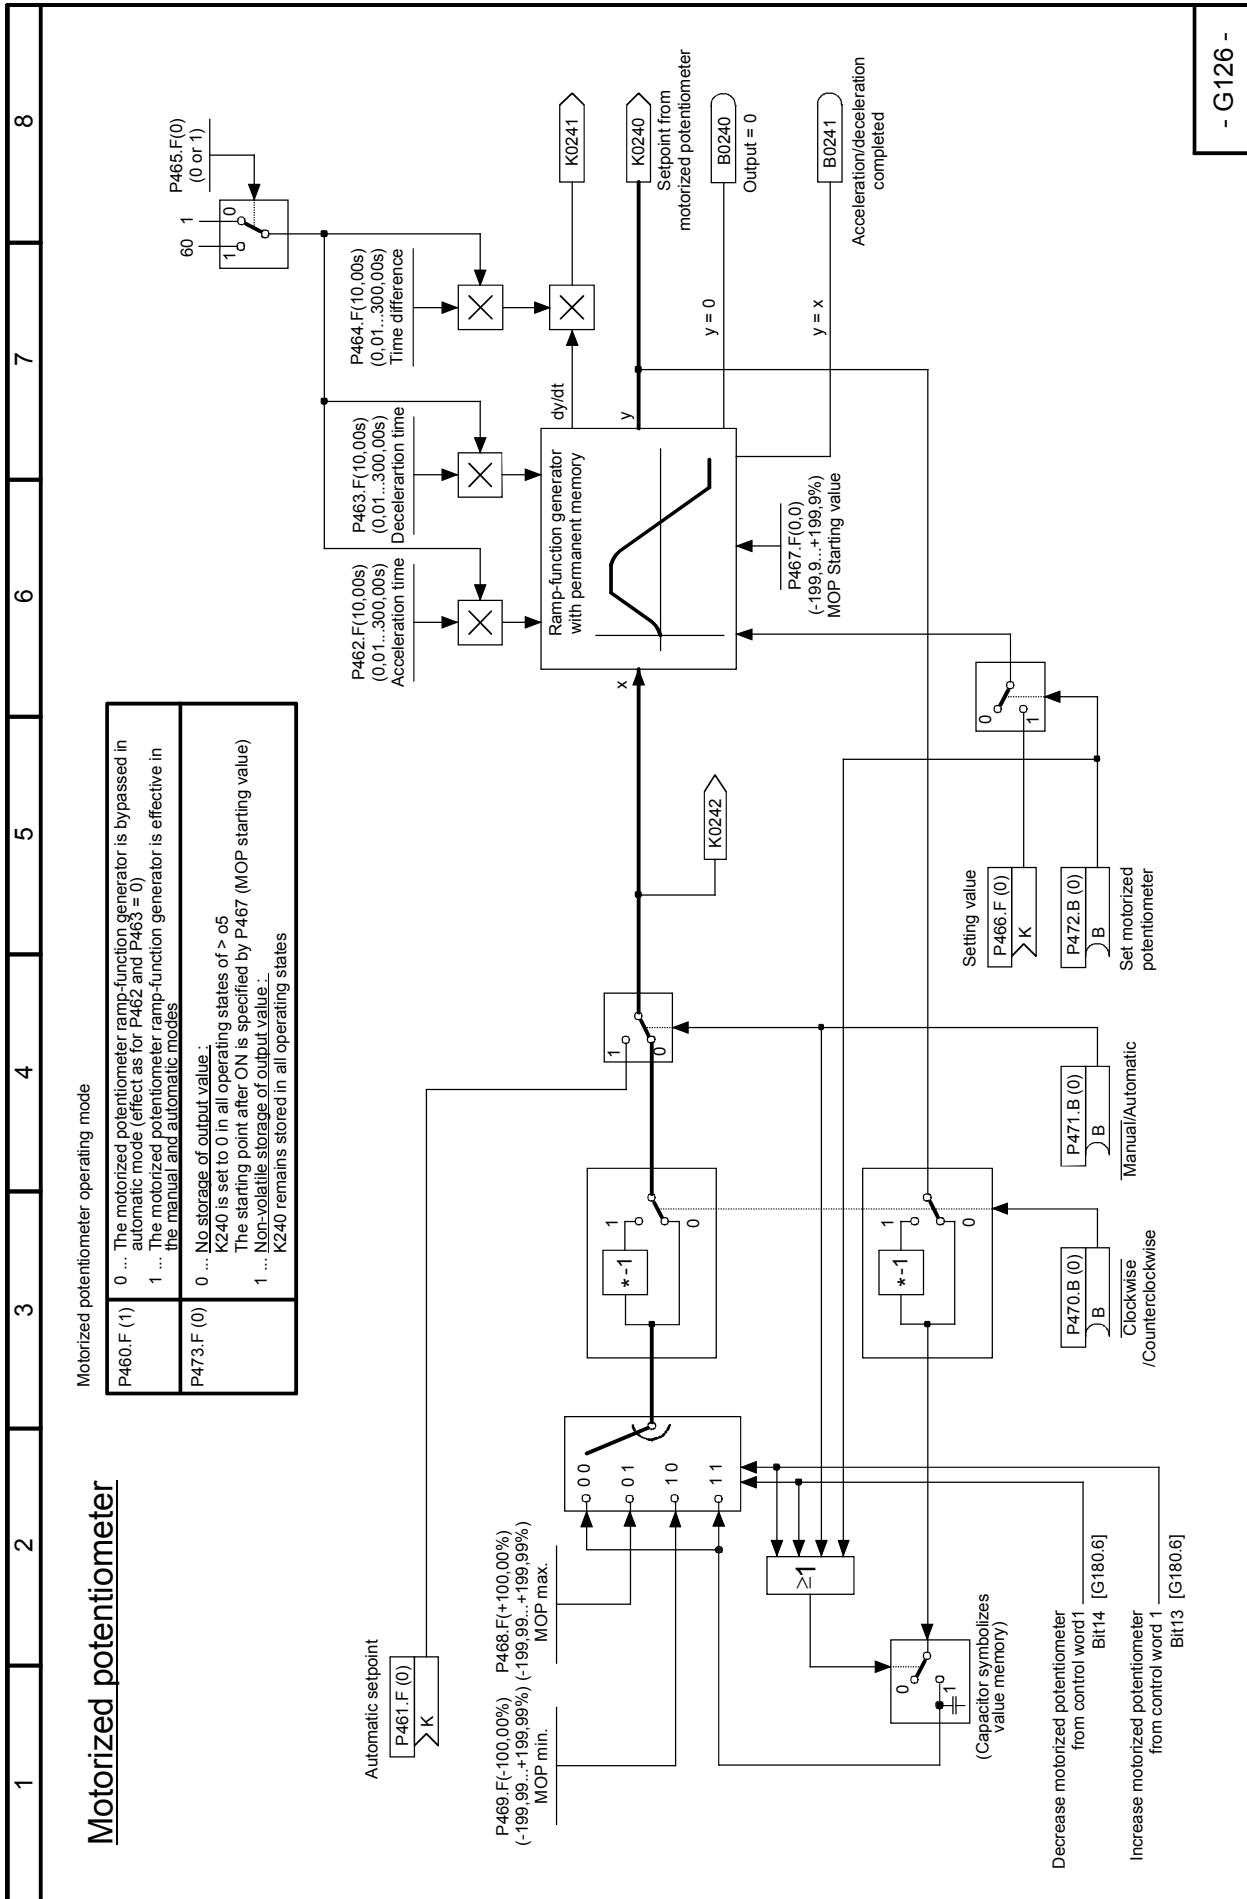 1 2 3 4 5 6 7 8
Motorized potentiometer
Motorized potentiometer operating mode
P460.F (1)
0 ... The motorized potentiometer ramp-function generator is bypassed in
automatic mode (effect as for P462 and P463 = 0)
1 ... The motorized potentiometer ramp-function generator is effective in
the manual and automatic modes
P473.F (0)
0 ... No storage of output value :
K240 is set to 0 in all operating states of > o5
The starting point after ON is specified by P467 (MOP starting value)
1 ... Non-volatile storage of output value :
K240 remains stored in all operating states
P465.F(0)
(0 or 1)
60
1
1
0
Automatic setpoint
P461.F (0)
K
P462.F(10,00s)
(0,01...300,00s)
Acceleration time
P463.F(10,00s)
(0,01...300,00s)
Decelerartion time
P464.F(10,00s)
(0,01...300,00s)
Time difference
P469.F(-100,00%)
(-199,99...+199,99%)
MOP min.
P468.F(+100,00%)
(-199,99...+199,99%)
MOP max.
0 0
0 1
1 0
1 1
*-1
1
0
1
0
K0242
x
Ramp-function generator
with permanent memory
dy/dt
y
K0241
K0240
Setpoint from
motorized potentiometer
y = 0
B0240
Output = 0
y = x
B0241
Acceleration/deceleration
completed
P467.F(0,0)
(-199,9...+199,9%)
MOP Starting value
≥1
0
1
(Capacitor symbolizes
value memory)
*-1
1
0
0
1
Setting value
P466.F (0)
K
P472.B (0)
B
Set motorized
potentiometer
P471.B (0)
B
Manual/Automatic
P470.B (0)
B
Clockwise
/Counterclockwise
Decrease motorized potentiometer
from control word1
Bit14 [G180.6]
Increase motorized potentiometer
from control word 1
Bit13 [G180.6]
- G126 -